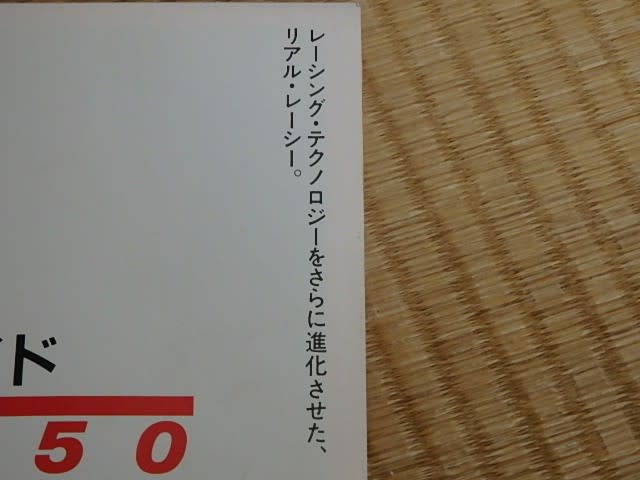 レーシング・テクノロジーをさらに進化させた、
リアル・レーシー。
イド
50